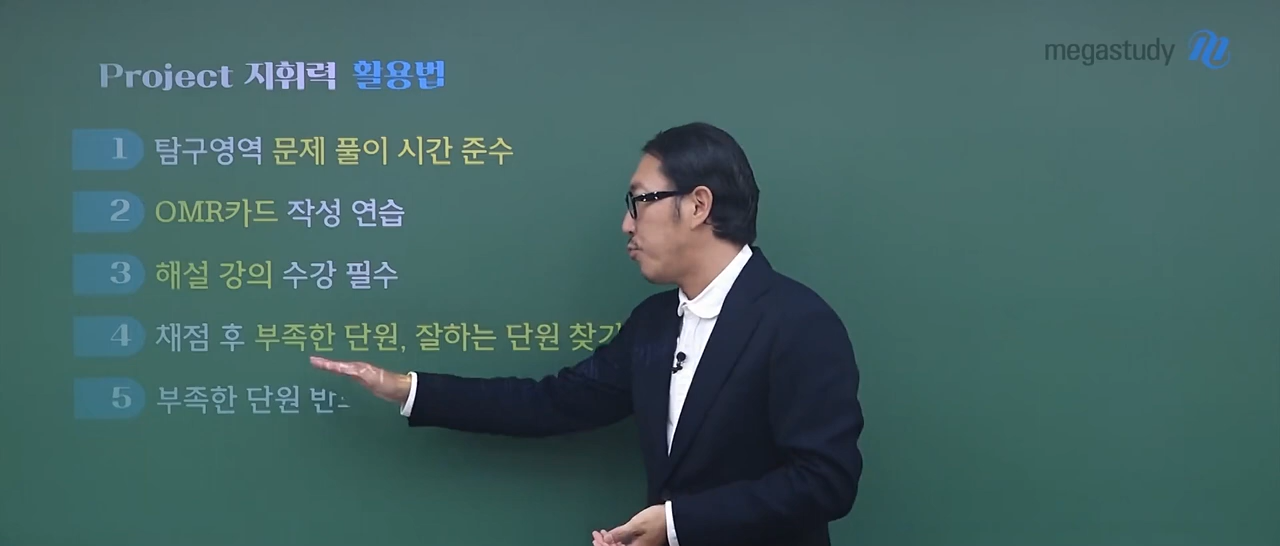 megastudy
Project 지휘력 활용법
1 탐구영역 문제 풀이 시간 준수
2 OMR카드 작성 연습
3 해설 강의 수강 필수
4 채점 후 부족한 단원, 잘하는 단원
5 부족한 단원